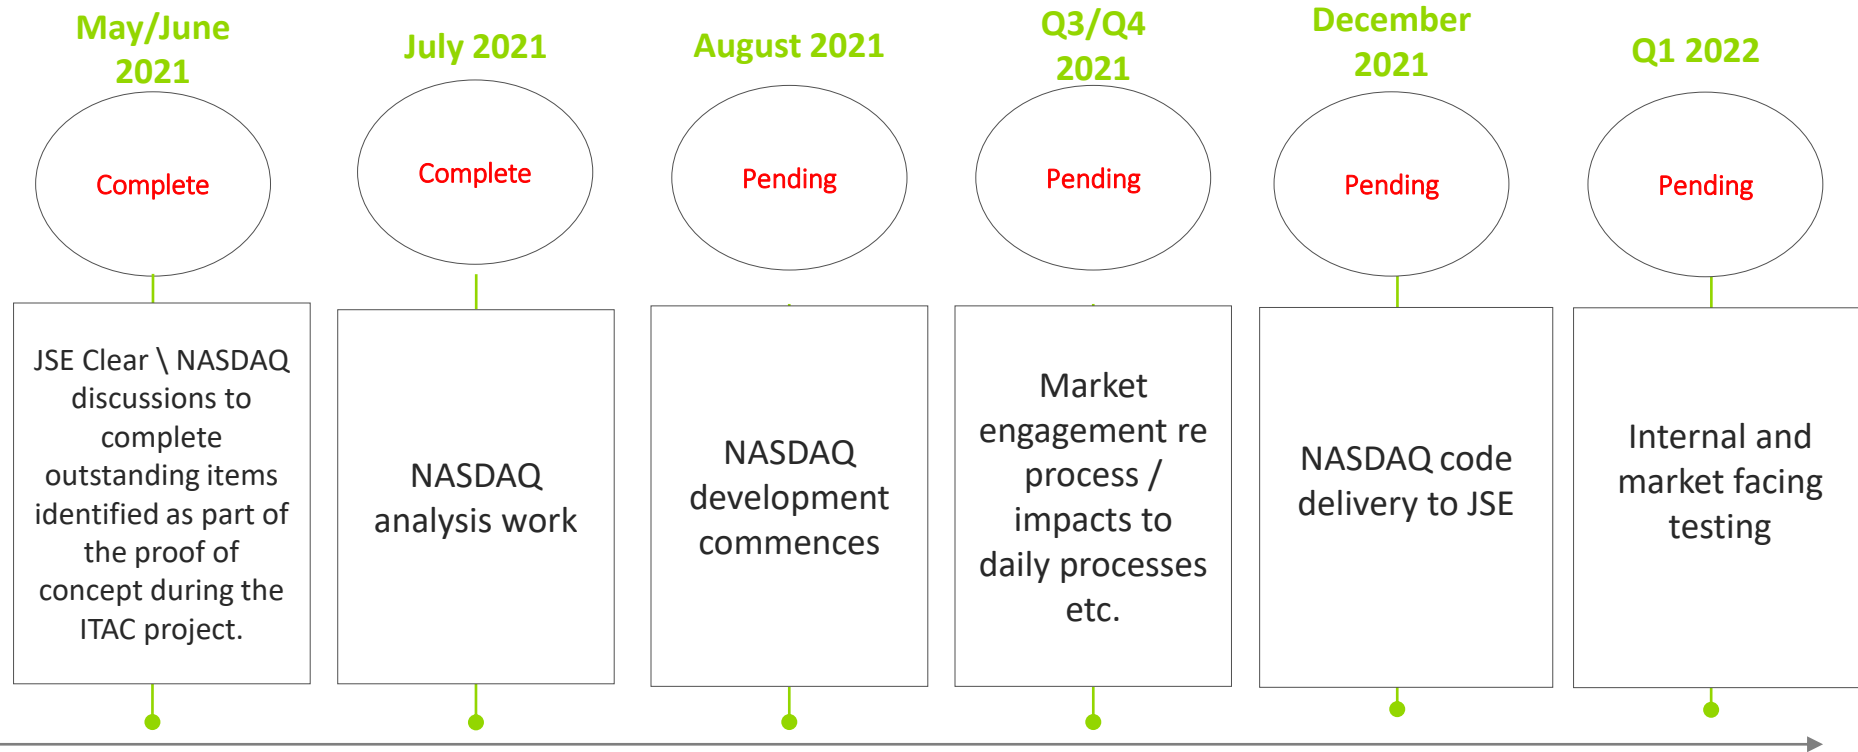 May/June
2021
July 2021
August 2021
Q3/Q4
2021
December
2021
Q1 2022
Complete
Complete
Pending
Pending
Pending
Pending
JSE Clear \ NASDAQ
discussions to
complete
outstanding items
identified as part of
the proof of
concept during the
ITAC project.
NASDAQ
analysis work
NASDAQ
development
commences
Market
engagement re
process /
impacts to
daily processes
etc.
NASDAQ code
delivery to JSE
Internal and
market facing
testing